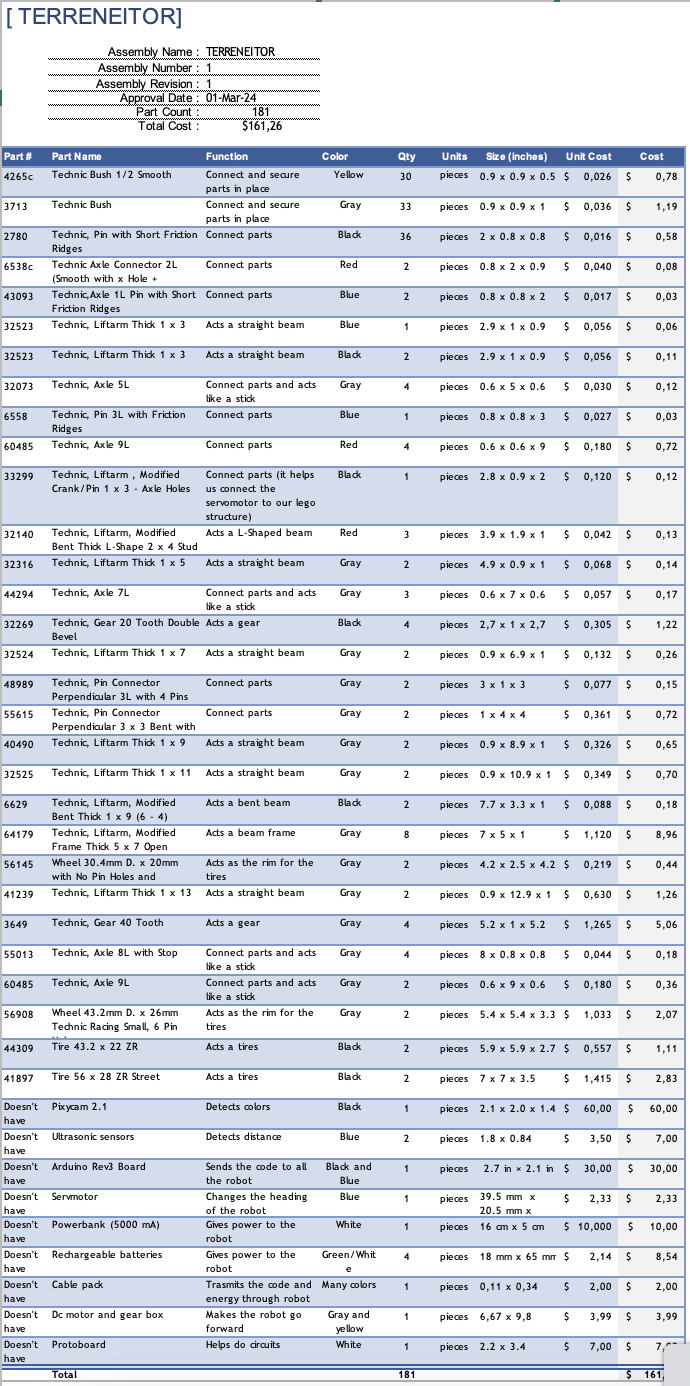 [ TERRENEITOR]
Assembly Name : TERRENEITOR
Assembly Number : 1
Assembly Revision : 1
Approval Date : 01-Mar-24
Part Count : 181
Total Cost : $161,26
Part # Part Name Function Color Qty Units Size (inches) Unit Cost Cost
4265c Technic Bush 1/2 Smooth Connect and secure Yellow 30 pieces 0.9 x 0.9 x 0.5 $ 0,026 $ 0,78
parts in place
3713 Technic Bush Connect and secure Gray 33 pieces 0.9 x 0.9 x 1 $ 0,036 $ 1,19
parts in place
2780 Technic, Pin with Short Friction Connect parts Black 36 pieces 2 x 0.8 x 0.8 $ 0,016 $ 0,58
Ridges
6538c Technic Axle Connector 2L Connect parts Red 2 pieces 0.8 x 2 x 0.9 $ 0,040 $ 0,08
(Smooth with x Hole +
43093 Technic,Axle 1L Pin with Short Connect parts Blue 2 pieces 0.8 x 0.8 x 2 $ 0,017 $ 0,03
Friction Ridges
32523 Technic, Liftarm Thick 1 x 3 Acts a straight beam Blue 1 pieces 2.9 x 1 x 0.9 $ 0,056 $ 0,06
32523 Technic, Liftarm Thick 1 x 3 Acts a straight beam Black 2 pieces 2.9 x 1 x 0.9 $ 0,056 $ 0,11
32073 Technic, Axle 5L Connect parts and acts Gray 4 pieces 0.6 x 5 x 0.6 $ 0,030 $ 0,12
like a stick
6558 Technic, Pin 3L with Friction Connect parts Blue 1 pieces 0.8 x 0.8 x 3 $ 0,027 $ 0,03
Ridges
60485 Technic, Axle 9L Connect parts Red 4 pieces 0.6 x 0.6 x 9 $ 0,180 $ 0,72
33299 Technic, Liftarm , Modified Connect parts (it helps Black 1 pieces 2.8 x 0.9 x 2 $ 0,120 $ 0,12
Crank/Pin 1 x 3 - Axle Holes us connect the
servomotor to our lego
structure)
32140 Technic, Liftarm, Modified Acts a L-Shaped beam Red 3 pieces 3.9 x 1.9 x 1 $ 0,042 $ 0,13
Bent Thick L-Shape 2 x 4 Stud
32316 Technic, Liftarm Thick 1 x 5 Acts a straight beam Gray 2 pieces 4.9 x 0.9 x 1 $ 0,068 $ 0,14
44294 Technic, Axle 7L Connect parts and acts Gray 3 pieces 0.6 x 7 x 0.6 $ 0,057 $ 0,17
like a stick
32269 Technic, Gear 20 Tooth Double Acts a gear Black 4 pieces 2,7 x 1 x 2,7 $ 0,305 $ 1,22
Bevel
32524 Technic, Liftarm Thick 1 x 7 Acts a straight beam Gray 2 pieces 0.9 x 6.9 x 1 $ 0,132 $ 0,26
48989 Technic, Pin Connector Connect parts Gray 2 pieces 3 x 1 x 3 $ 0,077 $ 0,15
Perpendicular 3L with 4 Pins
55615 Technic, Pin Connector Connect parts Gray 2 pieces 1 x 4 x 4 $ 0,361 $ 0,72
Perpendicular 3 x 3 Bent with
40490 Technic, Liftarm Thick 1 x 9 Acts a straight beam Gray 2 pieces 0.9 x 8.9 x 1 $ 0,326 $ 0,65
32525 Technic, Liftarm Thick 1 x 11 Acts a straight beam Gray 2 pieces 0.9 x 10.9 x 1 $ 0,349 $ 0,70
6629 Technic, Liftarm, Modified Acts a bent beam Black 2 pieces 7.7 x 3.3 x 1 $ 0,088 $ 0,18
Bent Thick 1 x 9 (6 - 4)
64179 Technic, Liftarm, Modified Acts a beam frame Gray 8 pieces 7 x 5 x 1 $ 1,120 $ 8,96
Frame Thick 5 x 7 Open
56145 Wheel 30.4mm D. x 20mm Acts as the rim for the Gray 2 pieces 4.2 x 2.5 x 4.2 $ 0,219 $ 0,44
with No Pin Holes and tires
41239 Technic, Liftarm Thick 1 x 13 Acts a straight beam Gray 2 pieces 0.9 x 12.9 x 1 $ 0,630 $ 1,26
3649 Technic, Gear 40 Tooth Acts a gear Gray 4 pieces 5.2 x 1 x 5.2 $ 1,265 $ 5,06
55013 Technic, Axle 8L with Stop Connect parts and acts Gray 4 pieces 8 x 0.8 x 0.8 $ 0,044 $ 0,18
like a stick
60485 Technic, Axle 9L Connect parts and acts Gray 2 pieces 0.6 x 9 x 0.6 $ 0,180 $ 0,36
like a stick
56908 Wheel 43.2mm D. x 26mm Acts as the rim for the Gray 2 pieces 5.4 x 5.4 x 3.3 $ 1,033 $ 2,07
Technic Racing Small, 6 Pin tires
44309 Tire 43.2 x 22 ZR Acts a tires Black 2 pieces 5.9 x 5.9 x 2.7 $ 0,557 $ 1,11
41897 Tire 56 x 28 ZR Street Acts a tires Black 2 pieces 7 x 7 x 3.5 $ 1,415 $ 2,83
Doesn't Pixycam 2.1 Detects colors Black 1 pieces 2.1 x 2.0 x 1.4 $ 60,00 $ 60,00
have
Doesn't Ultrasonic sensors Detects distance Blue 2 pieces 1.8 x 0.84 $ 3,50 $ 7,00
have
Doesn't Arduino Rev3 Board Sends the code to all Black and 1 pieces 2.7 in × 2.1 in $ 30,00 $ 30,00
have the robot Blue
Doesn't Servmotor Changes the heading Blue 1 pieces 39.5 mm x $ 2,33 $ 2,33
have of the robot 20.5 mm x
Doesn't Powerbank (5000 mA) Gives power to the White 1 pieces 16 cm x 5 cm $ 10,000 $ 10,00
have robot
Doesn't Rechargeable batteries Gives power to the Green/Whit 4 pieces 18 mm x 65 mm $ 2,14 $ 8,54
have robot e
Doesn't Cable pack Trasmits the code and Many colors 1 pieces 0,11 x 0,34 $ 2,00 $ 2,00
have energy through robot
Doesn't Dc motor and gear box Makes the robot go Gray and 1 pieces 6,67 x 9,8 $ 3,99 $ 3,99
have forward yellow
Doesn't Protoboard Helps do circuits White 1 pieces 2.2 x 3.4 $ 7,00 $
have
Total 181 $ 161,